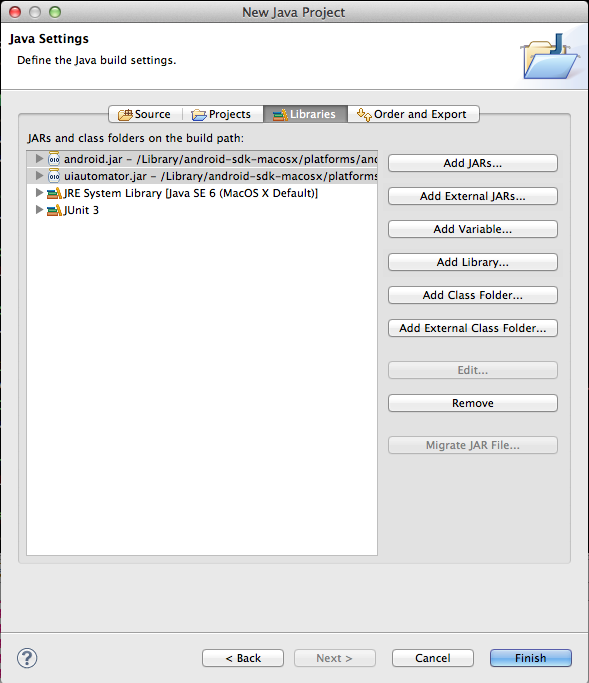 New Java Project
Java Settings
Define the Java build settings.
Source Projects Libraries Order and Export
JARs and class folders on the build path:
android.jar – /Library/android-sdk-macosx/platforms/and
uiautomator.jar – /Library/android-sdk-macosx/platforms
JRE System Library [Java SE 6 (MacOS X Default)]
JUnit 3
Add JARs...
Add External JARs...
Add Variable...
Add Library...
Add Class Folder...
Add External Class Folder...
Edit...
Remove
Migrate JAR File...
?
< Back
Next >
Cancel
Finish